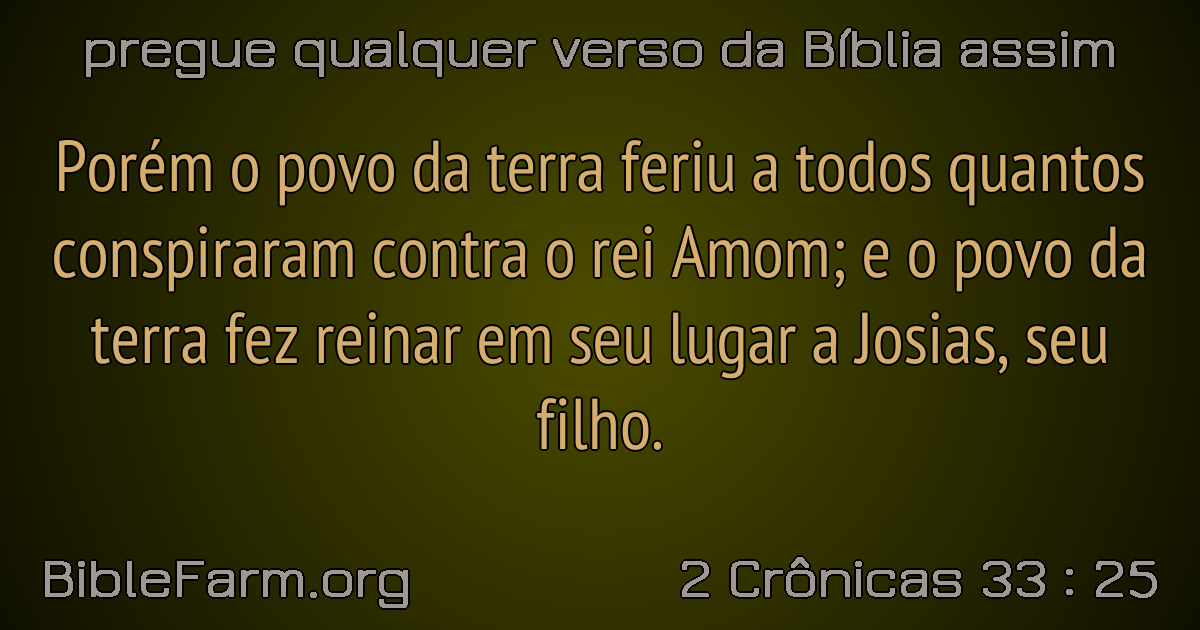 pregue qualquer verso da Bíblia assim
Porém o povo da terra feriu a todos quantos
conspiraram contra o rei Amom; e o povo da
terra fez reinar em seu lugar a Josias, seu
filho.
BibleFarm.org
2 Crônicas 33 : 25